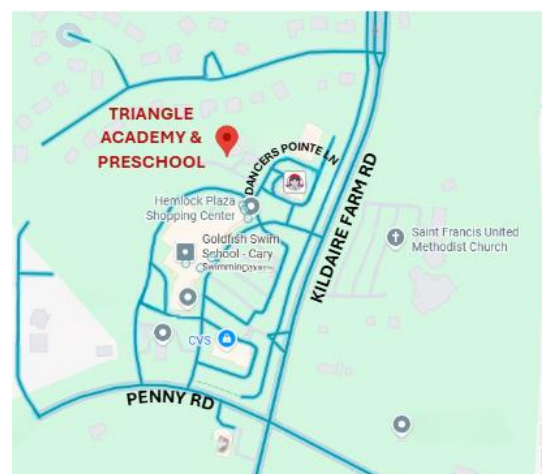 TRIANGLE
ACADEMY &
PRESCHOOL
DANCERS POINTE LN
Hemlock Plaza
Shopping Center
Goldfish Swim
School - Cary
KILDAIRE FARM RD
Saint Francis United
Methodist Church
CVS
PENNY RD